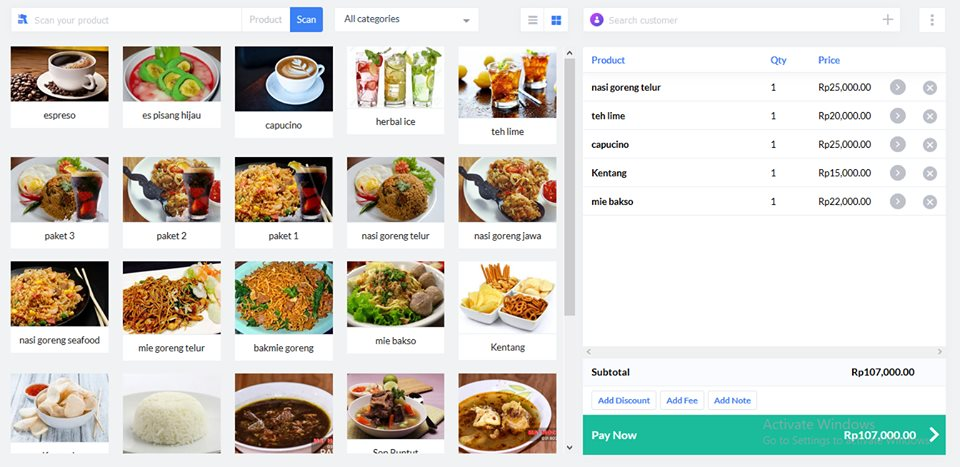 Scan your product
Product
Scan
All categories
Search customer
espreso
es pisang hijau
capucino
herbal ice
teh lime
paket 3
paket 2
paket 1
nasi goreng telur
nasi goreng jawa
nasi goreng seafood
mie goreng telur
bakmie goreng
mie bakso
Kentang
Product Qty Price
nasi goreng telur 1 Rp25,000.00
teh lime 1 Rp20,000.00
capucino 1 Rp25,000.00
Kentang 1 Rp15,000.00
mie bakso 1 Rp22,000.00
Subtotal Rp107,000.00
Add Discount Add Fee Add Note
Pay Now Rp107,000.00
Activate Windows
Go to Settings to activate Windows.